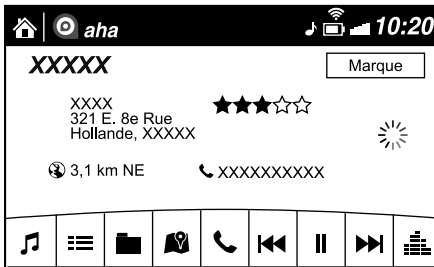 aha 10:20
XXXXX
Marque
XXXX
321 E. 8e Rue
Hollande, XXXXX
3,1 km NE
XXXXXXXXXX